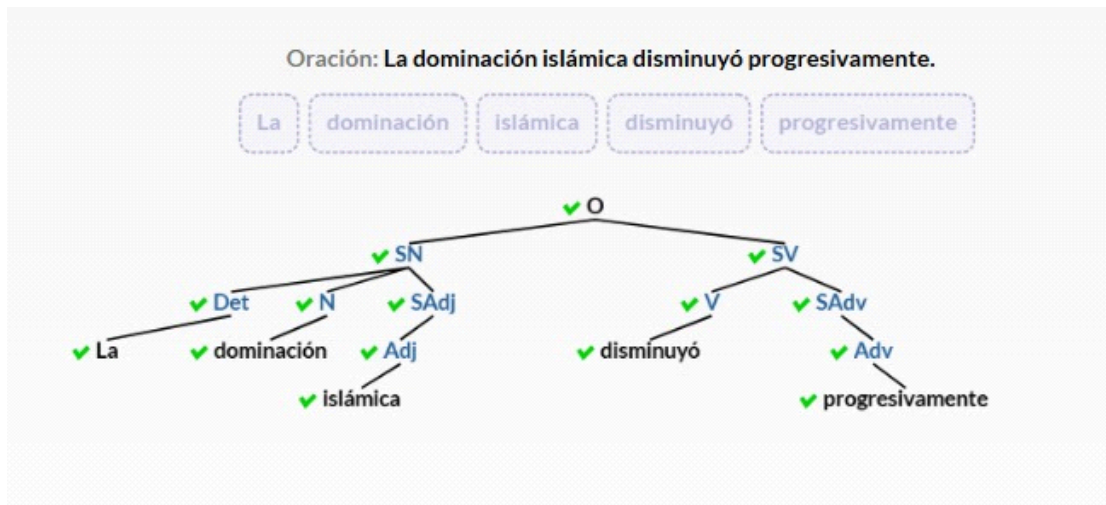 Oración: La dominación islámica disminuyó progresivamente.
La dominación islámica disminuyó progresivamente
O
SN SV
Det N SAdj V SAdv
La dominación Adj disminuyó Adv
islámica progresivamente